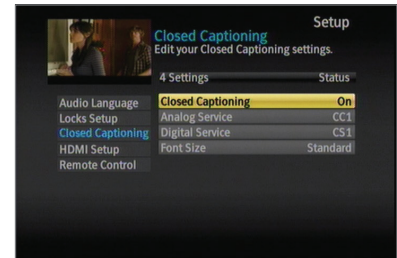 Setup
Closed Captioning
Edit your Closed Captioning settings.
4 Settings Status
Audio Language
Locks Setup
Closed Captioning
HDMI Setup
Remote Control
Closed Captioning On
Analog Service CC1
Digital Service CS1
Font Size Standard